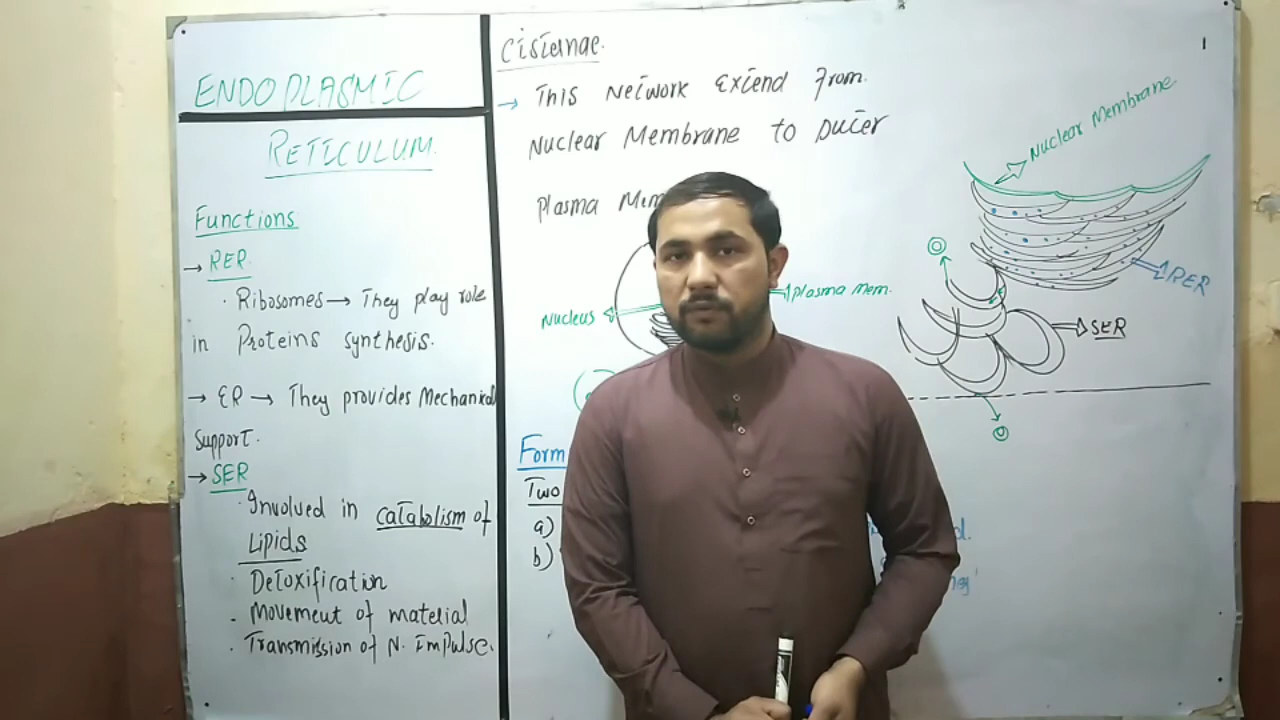 ENDOPLASMIC
RETICULUM.
Functions
→ RER.
· Ribosomes → They play role
in Proteins synthesis.
→ ER → They provides Mechanical
Support.
→ SER
· Involved in catabolism of
Lipids
· Detoxification
· Movement of material
· Transmission of N. Impulse.
Cisternae.
→ This Network Extend from
Nuclear Membrane to Outer
Plasma Mem
Nucleus
Plasma Mem.
Form
Two
a)
b)
Nuclear Membrane
RER
SER
1